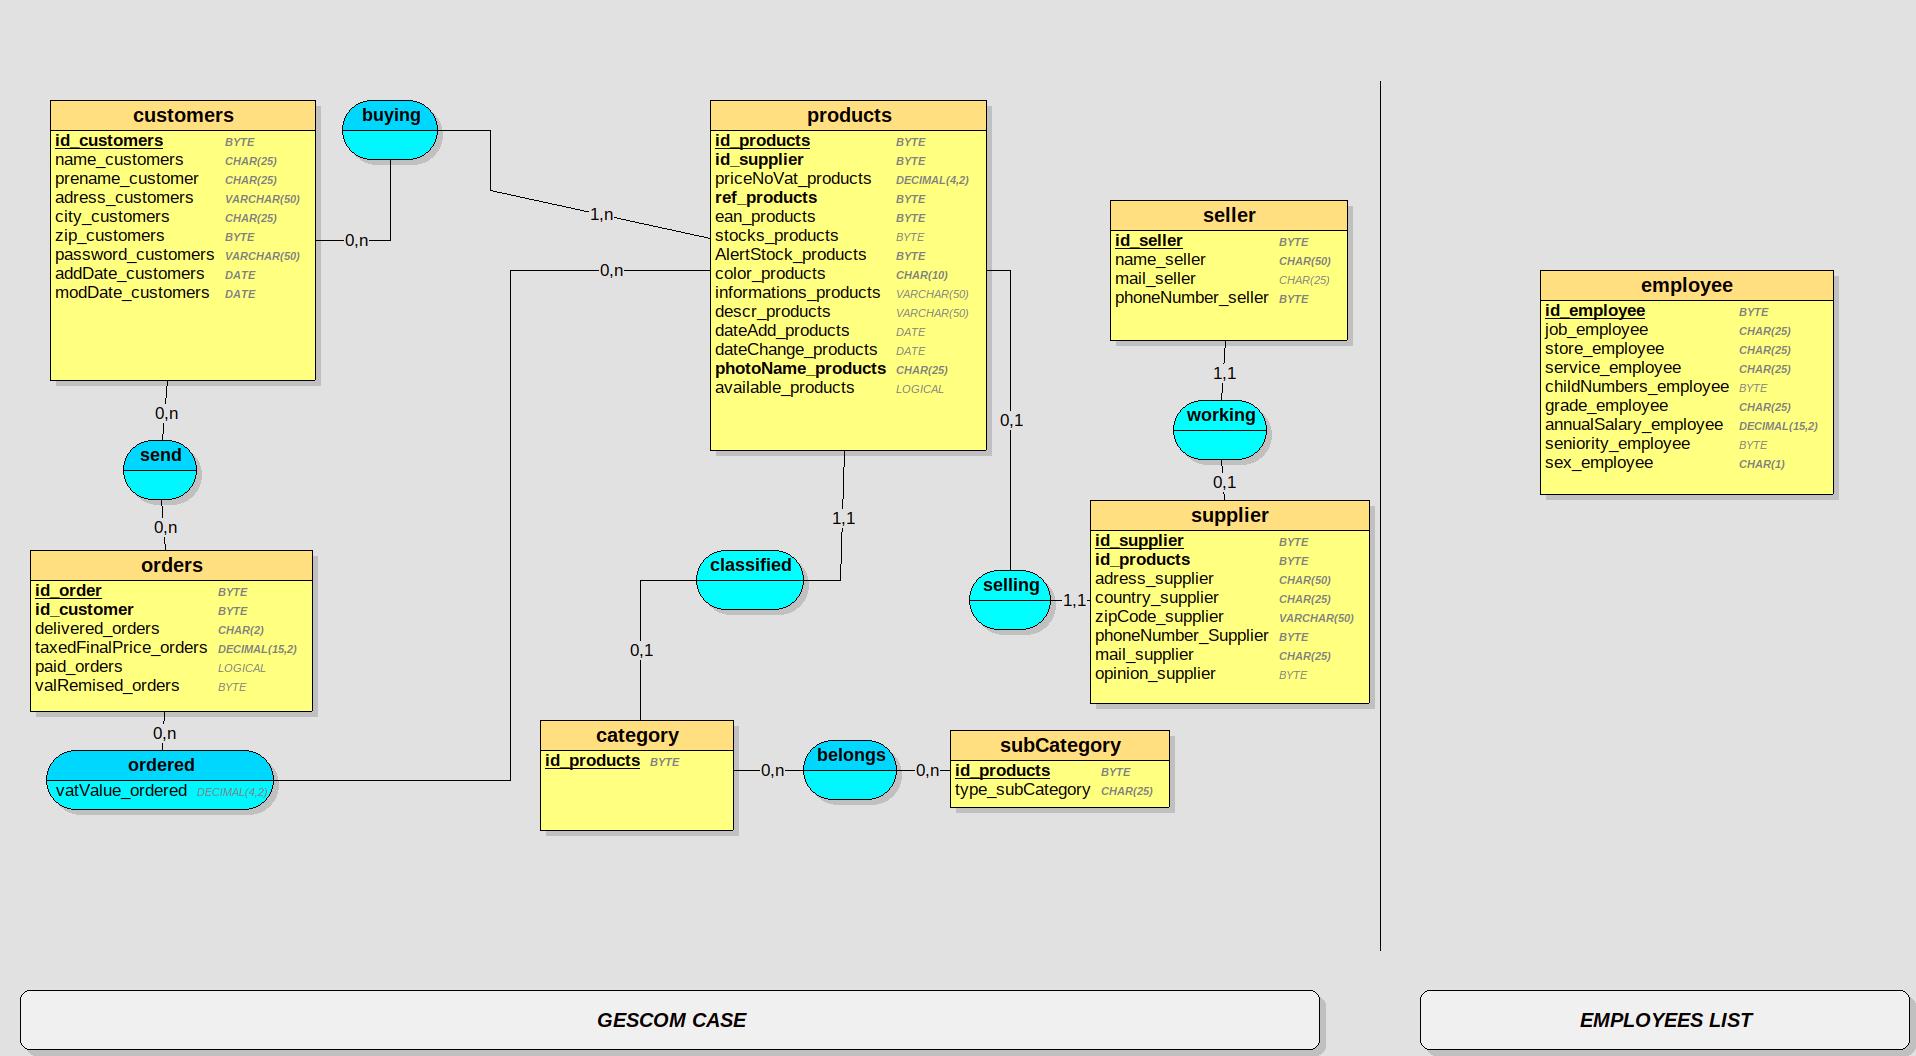 customers
id_customers BYTE
name_customers CHAR(25)
prename_customer CHAR(25)
adress_customers VARCHAR(50)
city_customers CHAR(25)
zip_customers BYTE
password_customers VARCHAR(50)
addDate_customers DATE
modDate_customers DATE
buying
0,n
1,n
0,n
products
id_products BYTE
id_supplier BYTE
priceNoVat_products DECIMAL(4,2)
ref_products BYTE
ean_products BYTE
stocks_products BYTE
AlertStock_products BYTE
color_products CHAR(10)
informations_products VARCHAR(50)
descr_products VARCHAR(50)
dateAdd_products DATE
dateChange_products DATE
photoName_products CHAR(25)
available_products LOGICAL
seller
id_seller BYTE
name_seller CHAR(50)
mail_seller CHAR(25)
phoneNumber_seller BYTE
1,1
working
0,1
0,1
supplier
id_supplier BYTE
id_products BYTE
adress_supplier CHAR(50)
country_supplier CHAR(25)
zipCode_supplier VARCHAR(50)
phoneNumber_Supplier BYTE
mail_supplier CHAR(25)
opinion_supplier BYTE
selling
1,1
0,n
send
0,n
orders
id_order BYTE
id_customer BYTE
delivered_orders CHAR(2)
taxedFinalPrice_orders DECIMAL(15,2)
paid_orders LOGICAL
valRemised_orders BYTE
0,n
ordered
vatValue_ordered DECIMAL(4,2)
1,1
classified
0,1
category
id_products BYTE
0,n
belongs
0,n
subCategory
id_products BYTE
type_subCategory CHAR(25)
employee
id_employee BYTE
job_employee CHAR(25)
store_employee CHAR(25)
service_employee CHAR(25)
childNumbers_employee BYTE
grade_employee CHAR(25)
annualSalary_employee DECIMAL(15,2)
seniority_employee BYTE
sex_employee CHAR(1)
GESCOM CASE
EMPLOYEES LIST